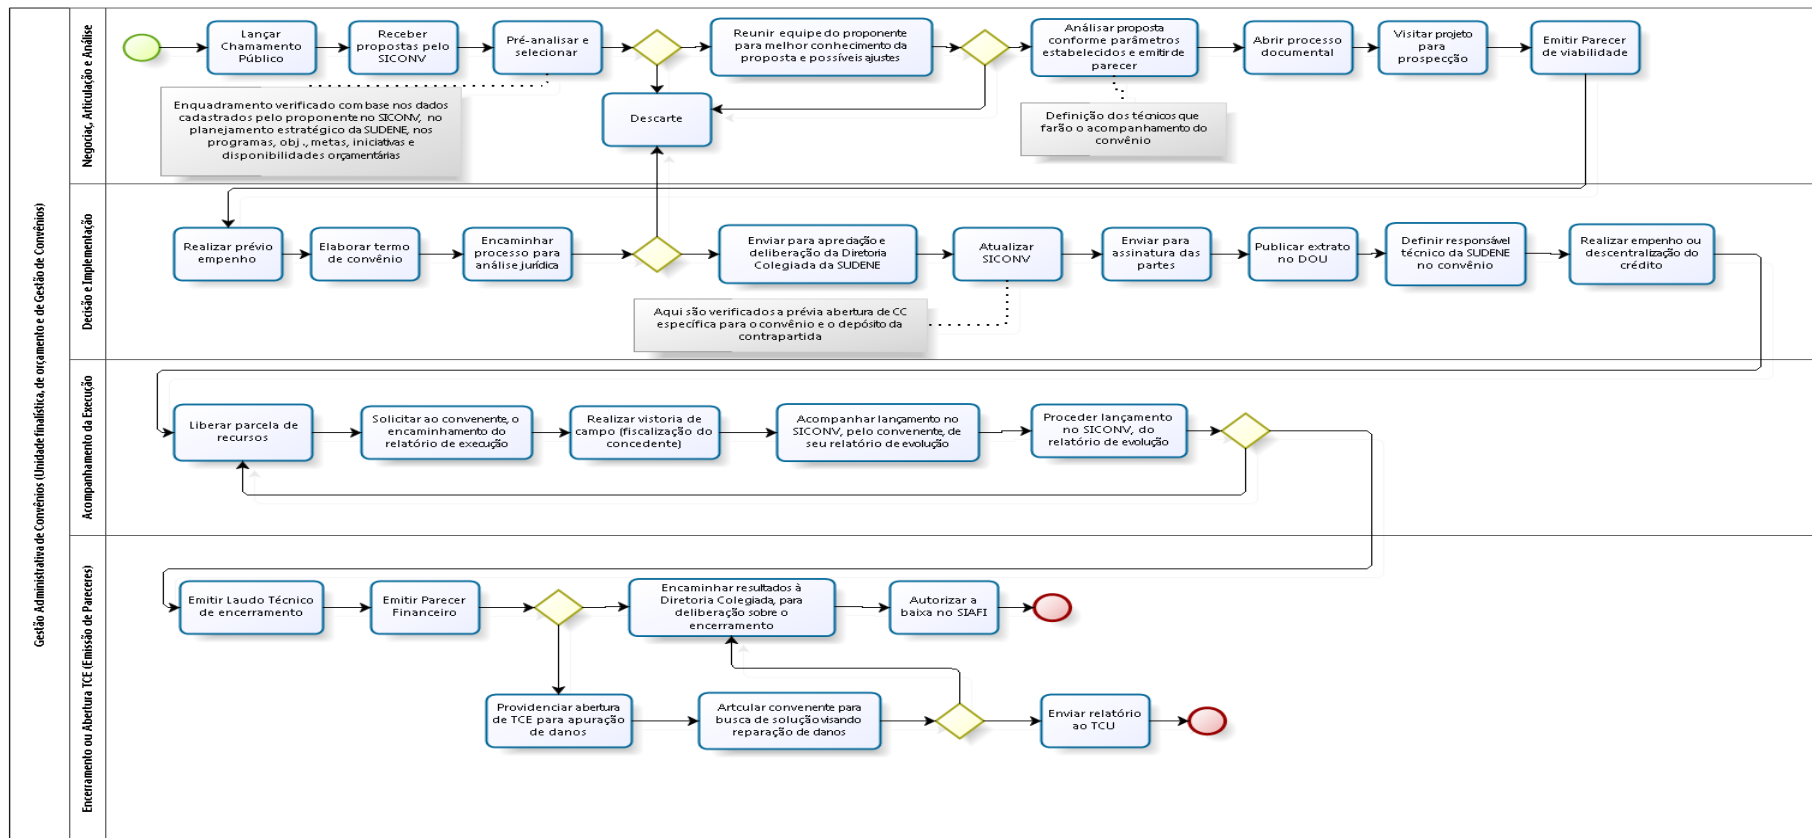 Gestão Administrativa de Convênios (Unidade finalística, de orçamento e de Gestão de Convênios)
Negociaç, Articulação e Análise
Lançar
Chamamento
Público
Receber
propostas pelo
SICONV
Pré-analisar e
selecionar
Reunir equipe do proponente
para melhor conhecimento da
proposta e possíveis ajustes
Análisar proposta
conforme parâmetros
estabelecidos e emitir de
parecer
Abrir processo
documental
Visitar projeto
para
prospecção
Emitir Parecer
de viabilidade
Enquadramento verificado com base nos dados
cadastrados pelo proponente no SICONV, no
planejamento estratégico da SUDENE, nos
programas, obj ., metas, iniciativas e
disponibilidades orçamentárias
Descarte
Definição dos técnicos que
farão o acompanhamento do
convênio
Decisão e Implementação
Realizar prévio
empenho
Elaborar termo
de convênio
Encaminhar
processo para
análise jurídica
Enviar para apreciação e
deliberação da Diretoria
Colegiada da SUDENE
Atualizar
SICONV
Enviar para
assinatura das
partes
Publicar extrato
no DOU
Definir responsável
técnico da SUDENE
no convênio
Realizar empenho ou
descentralização do
crédito
Aqui são verificados a prévia abertura de CC
específica para o convênio e o depósito da
contrapartida
Acompanhamento da Execução
Liberar parcela de
recursos
Solicitar ao convenente, o
encaminhamento do
relatório de execução
Realizar vistoria de
campo (fiscalização do
concedente)
Acompanhar lançamento no
SICONV, pelo convenente, de
seu relatório de evolução
Proceder lançamento
no SICONV, do
relatório de evolução
Encerramento ou Abertura TCE (Emissão de Pareceres)
Emitir Laudo Técnico
de encerramento
Emitir Parecer
Financeiro
Encaminhar resultados à
Diretoria Colegiada, para
deliberação sobre o
encerramento
Autorizar a
baixa no SIAFI
Providenciar abertura
de TCE para apuração
de danos
Artcular convenente para
busca de solução visando
reparação de danos
Enviar relatório
ao TCU